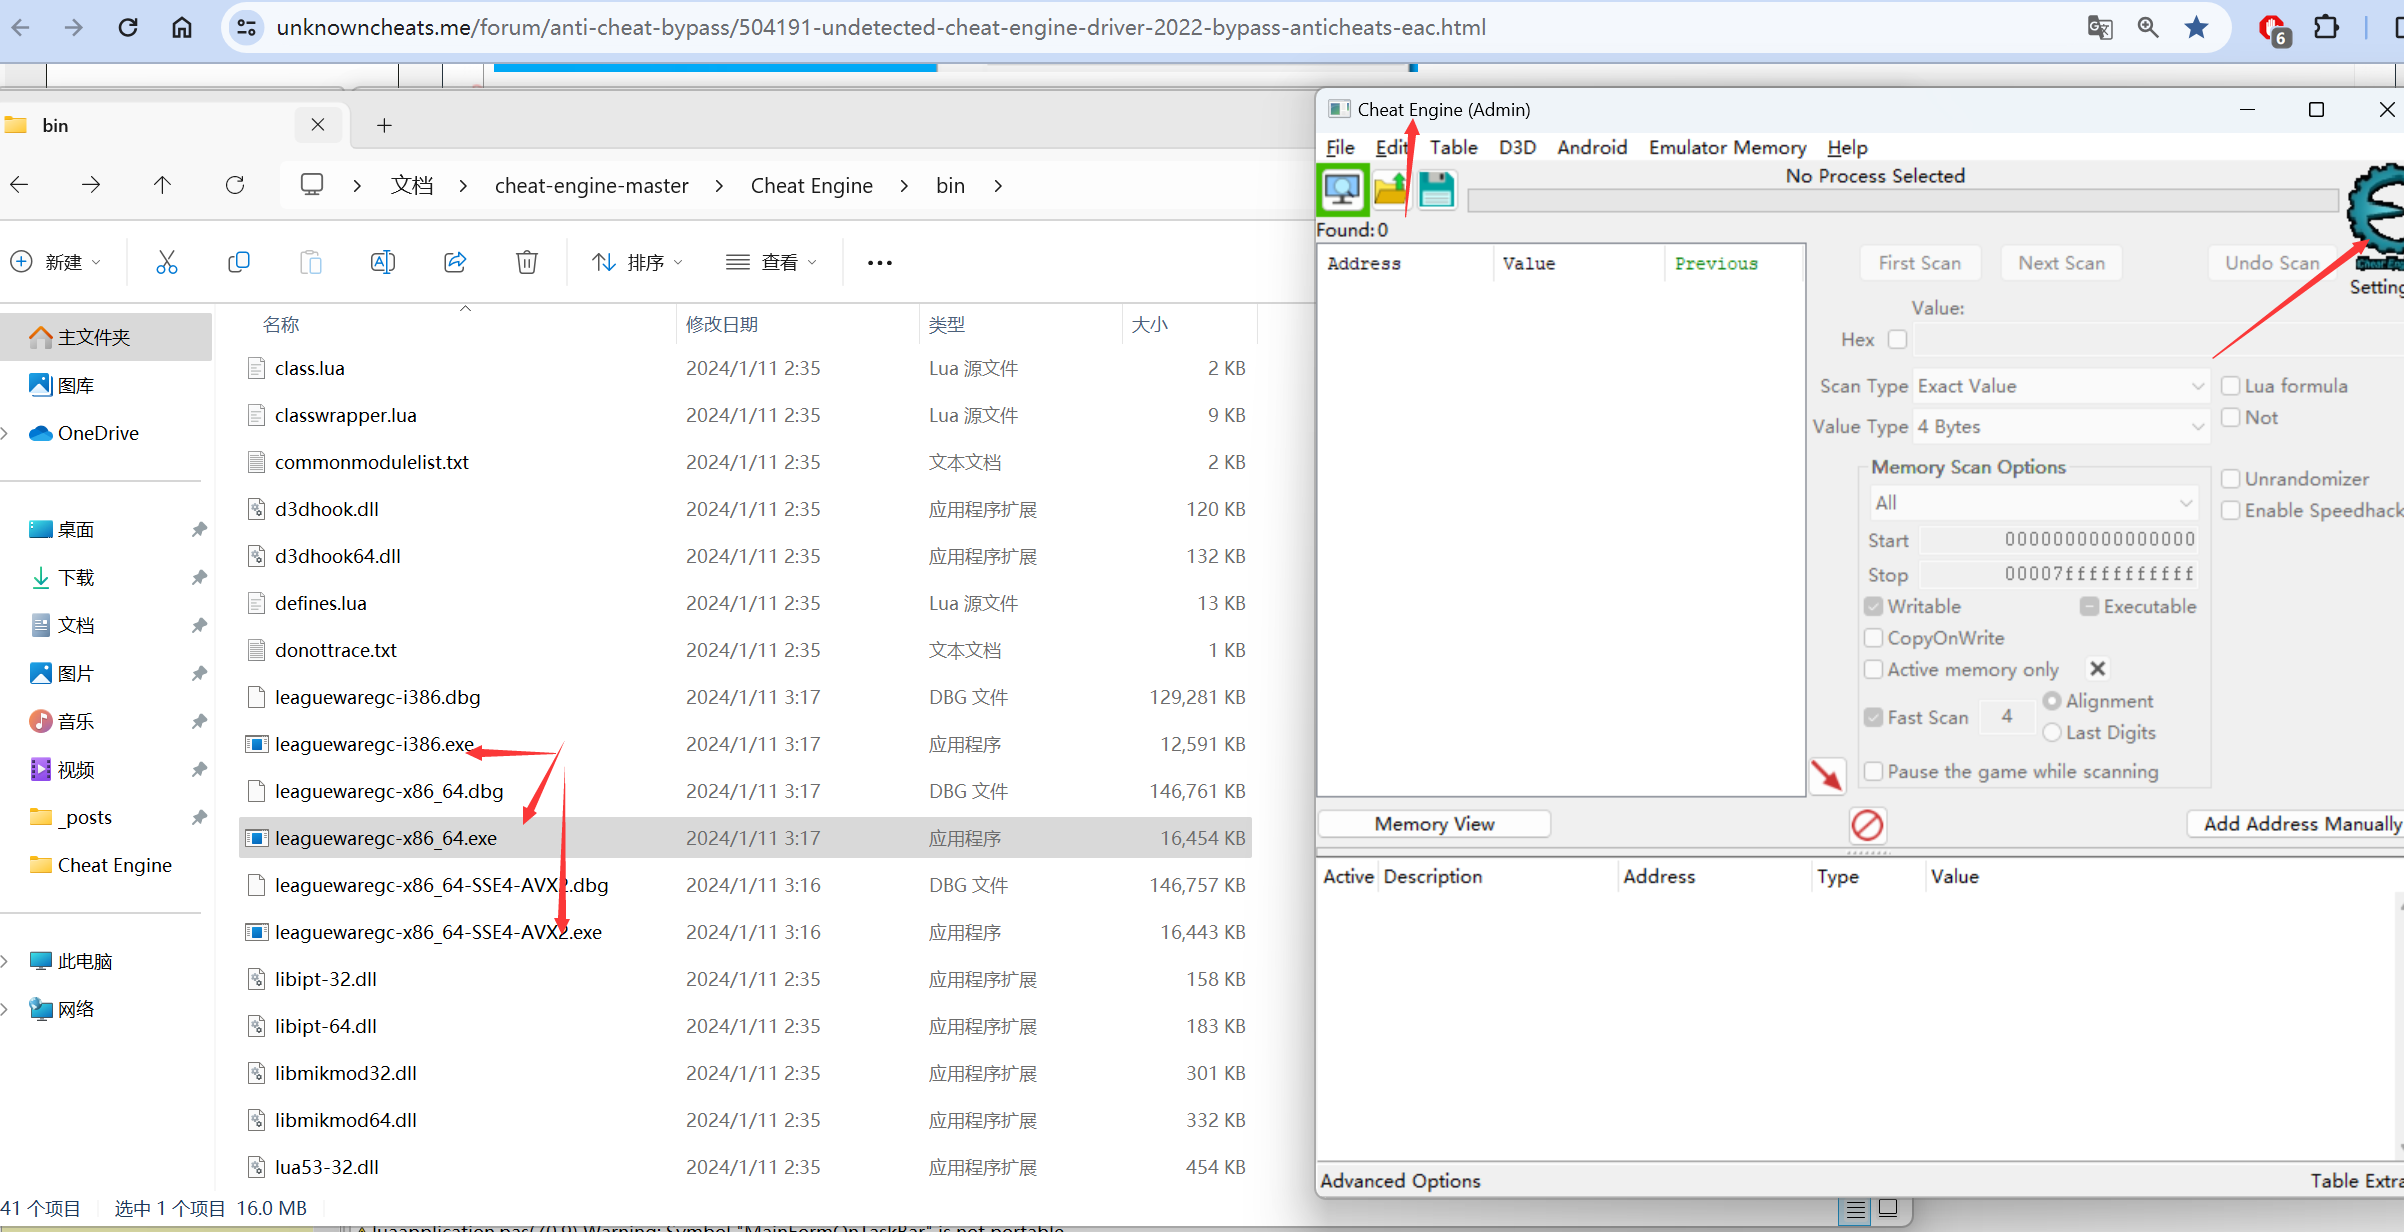 unknowncheats.me/forum/anti-cheat-bypass/504191-undetected-cheat-engine-driver-2022-bypass-anticheats-eac.html
6
bin
文档 > cheat-engine-master > Cheat Engine > bin >
新建
排序
查看
主文件夹
图库
OneDrive
桌面
下载
文档
图片
音乐
视频
_posts
Cheat Engine
此电脑
网络
名称 修改日期 类型 大小
class.lua 2024/1/11 2:35 Lua 源文件 2 KB
classwrapper.lua 2024/1/11 2:35 Lua 源文件 9 KB
commonmodulelist.txt 2024/1/11 2:35 文本文档 2 KB
d3dhook.dll 2024/1/11 2:35 应用程序扩展 120 KB
d3dhook64.dll 2024/1/11 2:35 应用程序扩展 132 KB
defines.lua 2024/1/11 2:35 Lua 源文件 13 KB
donottrace.txt 2024/1/11 2:35 文本文档 1 KB
leaguewaregc-i386.dbg 2024/1/11 3:17 DBG 文件 129,281 KB
leaguewaregc-i386.exe 2024/1/11 3:17 应用程序 12,591 KB
leaguewaregc-x86_64.dbg 2024/1/11 3:17 DBG 文件 146,761 KB
leaguewaregc-x86_64.exe 2024/1/11 3:17 应用程序 16,454 KB
leaguewaregc-x86_64-SSE4-AVX2.dbg 2024/1/11 3:16 DBG 文件 146,757 KB
leaguewaregc-x86_64-SSE4-AVX2.exe 2024/1/11 3:16 应用程序 16,443 KB
libipt-32.dll 2024/1/11 2:35 应用程序扩展 158 KB
libipt-64.dll 2024/1/11 2:35 应用程序扩展 183 KB
libmikmod32.dll 2024/1/11 2:35 应用程序扩展 301 KB
libmikmod64.dll 2024/1/11 2:35 应用程序扩展 332 KB
lua53-32.dll 2024/1/11 2:35 应用程序扩展 454 KB
41 个项目 选中 1 个项目 16.0 MB
Cheat Engine (Admin)
File Edit Table D3D Android Emulator Memory Help
No Process Selected
Found: 0
Address Value Previous
First Scan Next Scan Undo Scan
Setting
Value:
Hex
Scan Type Exact Value
Lua formula
Not
Value Type 4 Bytes
Memory Scan Options
All
Unrandomizer
Enable Speedhack
Start 0000000000000000
Stop 00007fffffffffff
Writable Executable
CopyOnWrite
Active memory only
Fast Scan 4 Alignment
Last Digits
Pause the game while scanning
Memory View Add Address Manually
Active Description Address Type Value
Advanced Options Table Extra